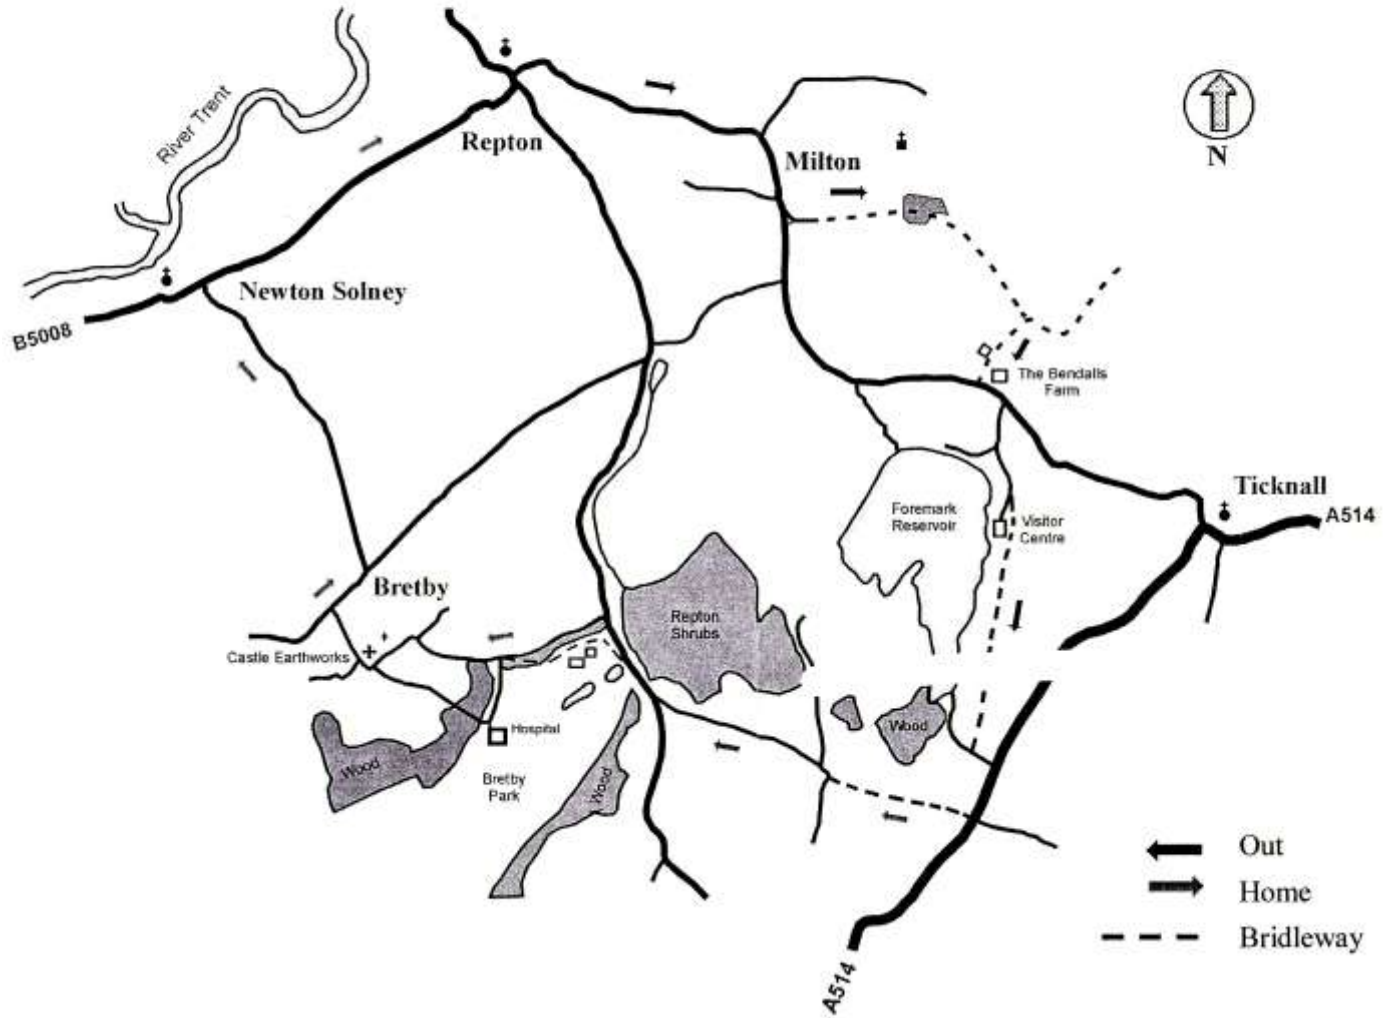 River Trent
Repton
Milton
N
Newton Solney
B5008
The Bendalls
Farm
Ticknall
A514
Foremark
Reservoir
Visitor
Centre
Bretby
Repton
Shrubs
Castle Earthworks
Hospital
Wood
Wood
Bretby
Park
Wood
Out
Home
Bridleway
A514